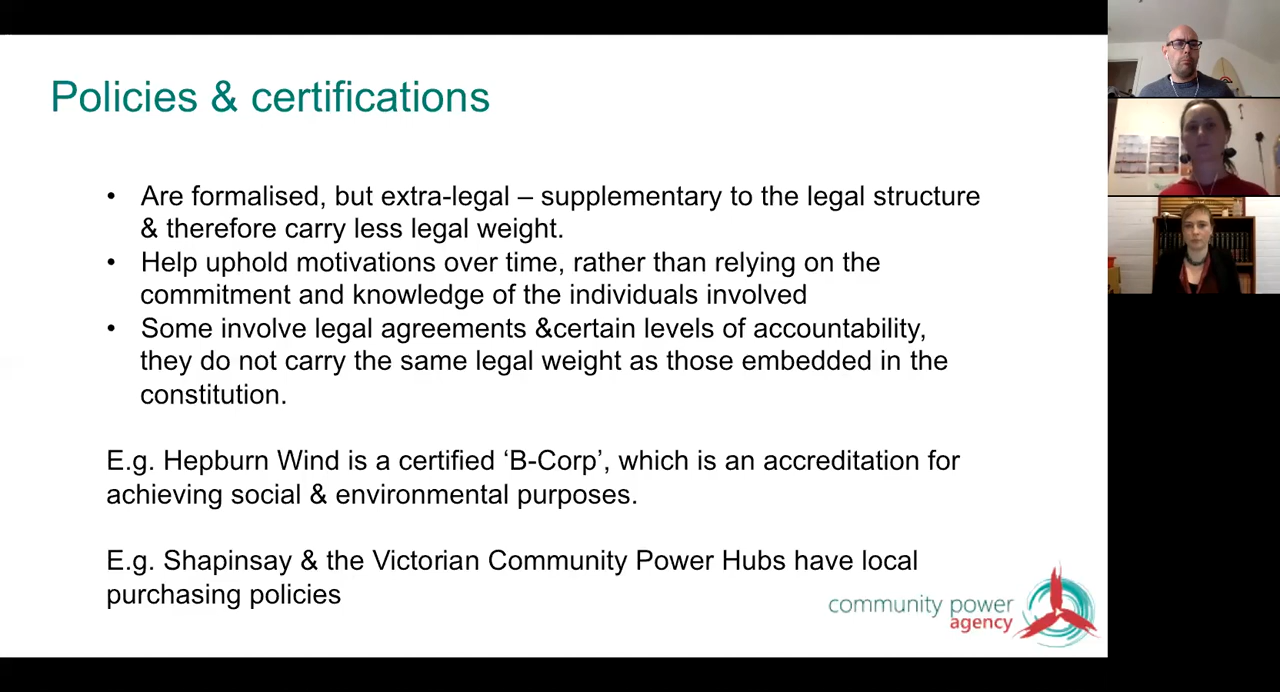 Policies & certifications
• Are formalised, but extra-legal – supplementary to the legal structure
& therefore carry less legal weight.
• Help uphold motivations over time, rather than relying on the
commitment and knowledge of the individuals involved
• Some involve legal agreements &certain levels of accountability,
they do not carry the same legal weight as those embedded in the
constitution.
E.g. Hepburn Wind is a certified ‘B-Corp’, which is an accreditation for
achieving social & environmental purposes.
E.g. Shapinsay & the Victorian Community Power Hubs have local
purchasing policies
community power
agency